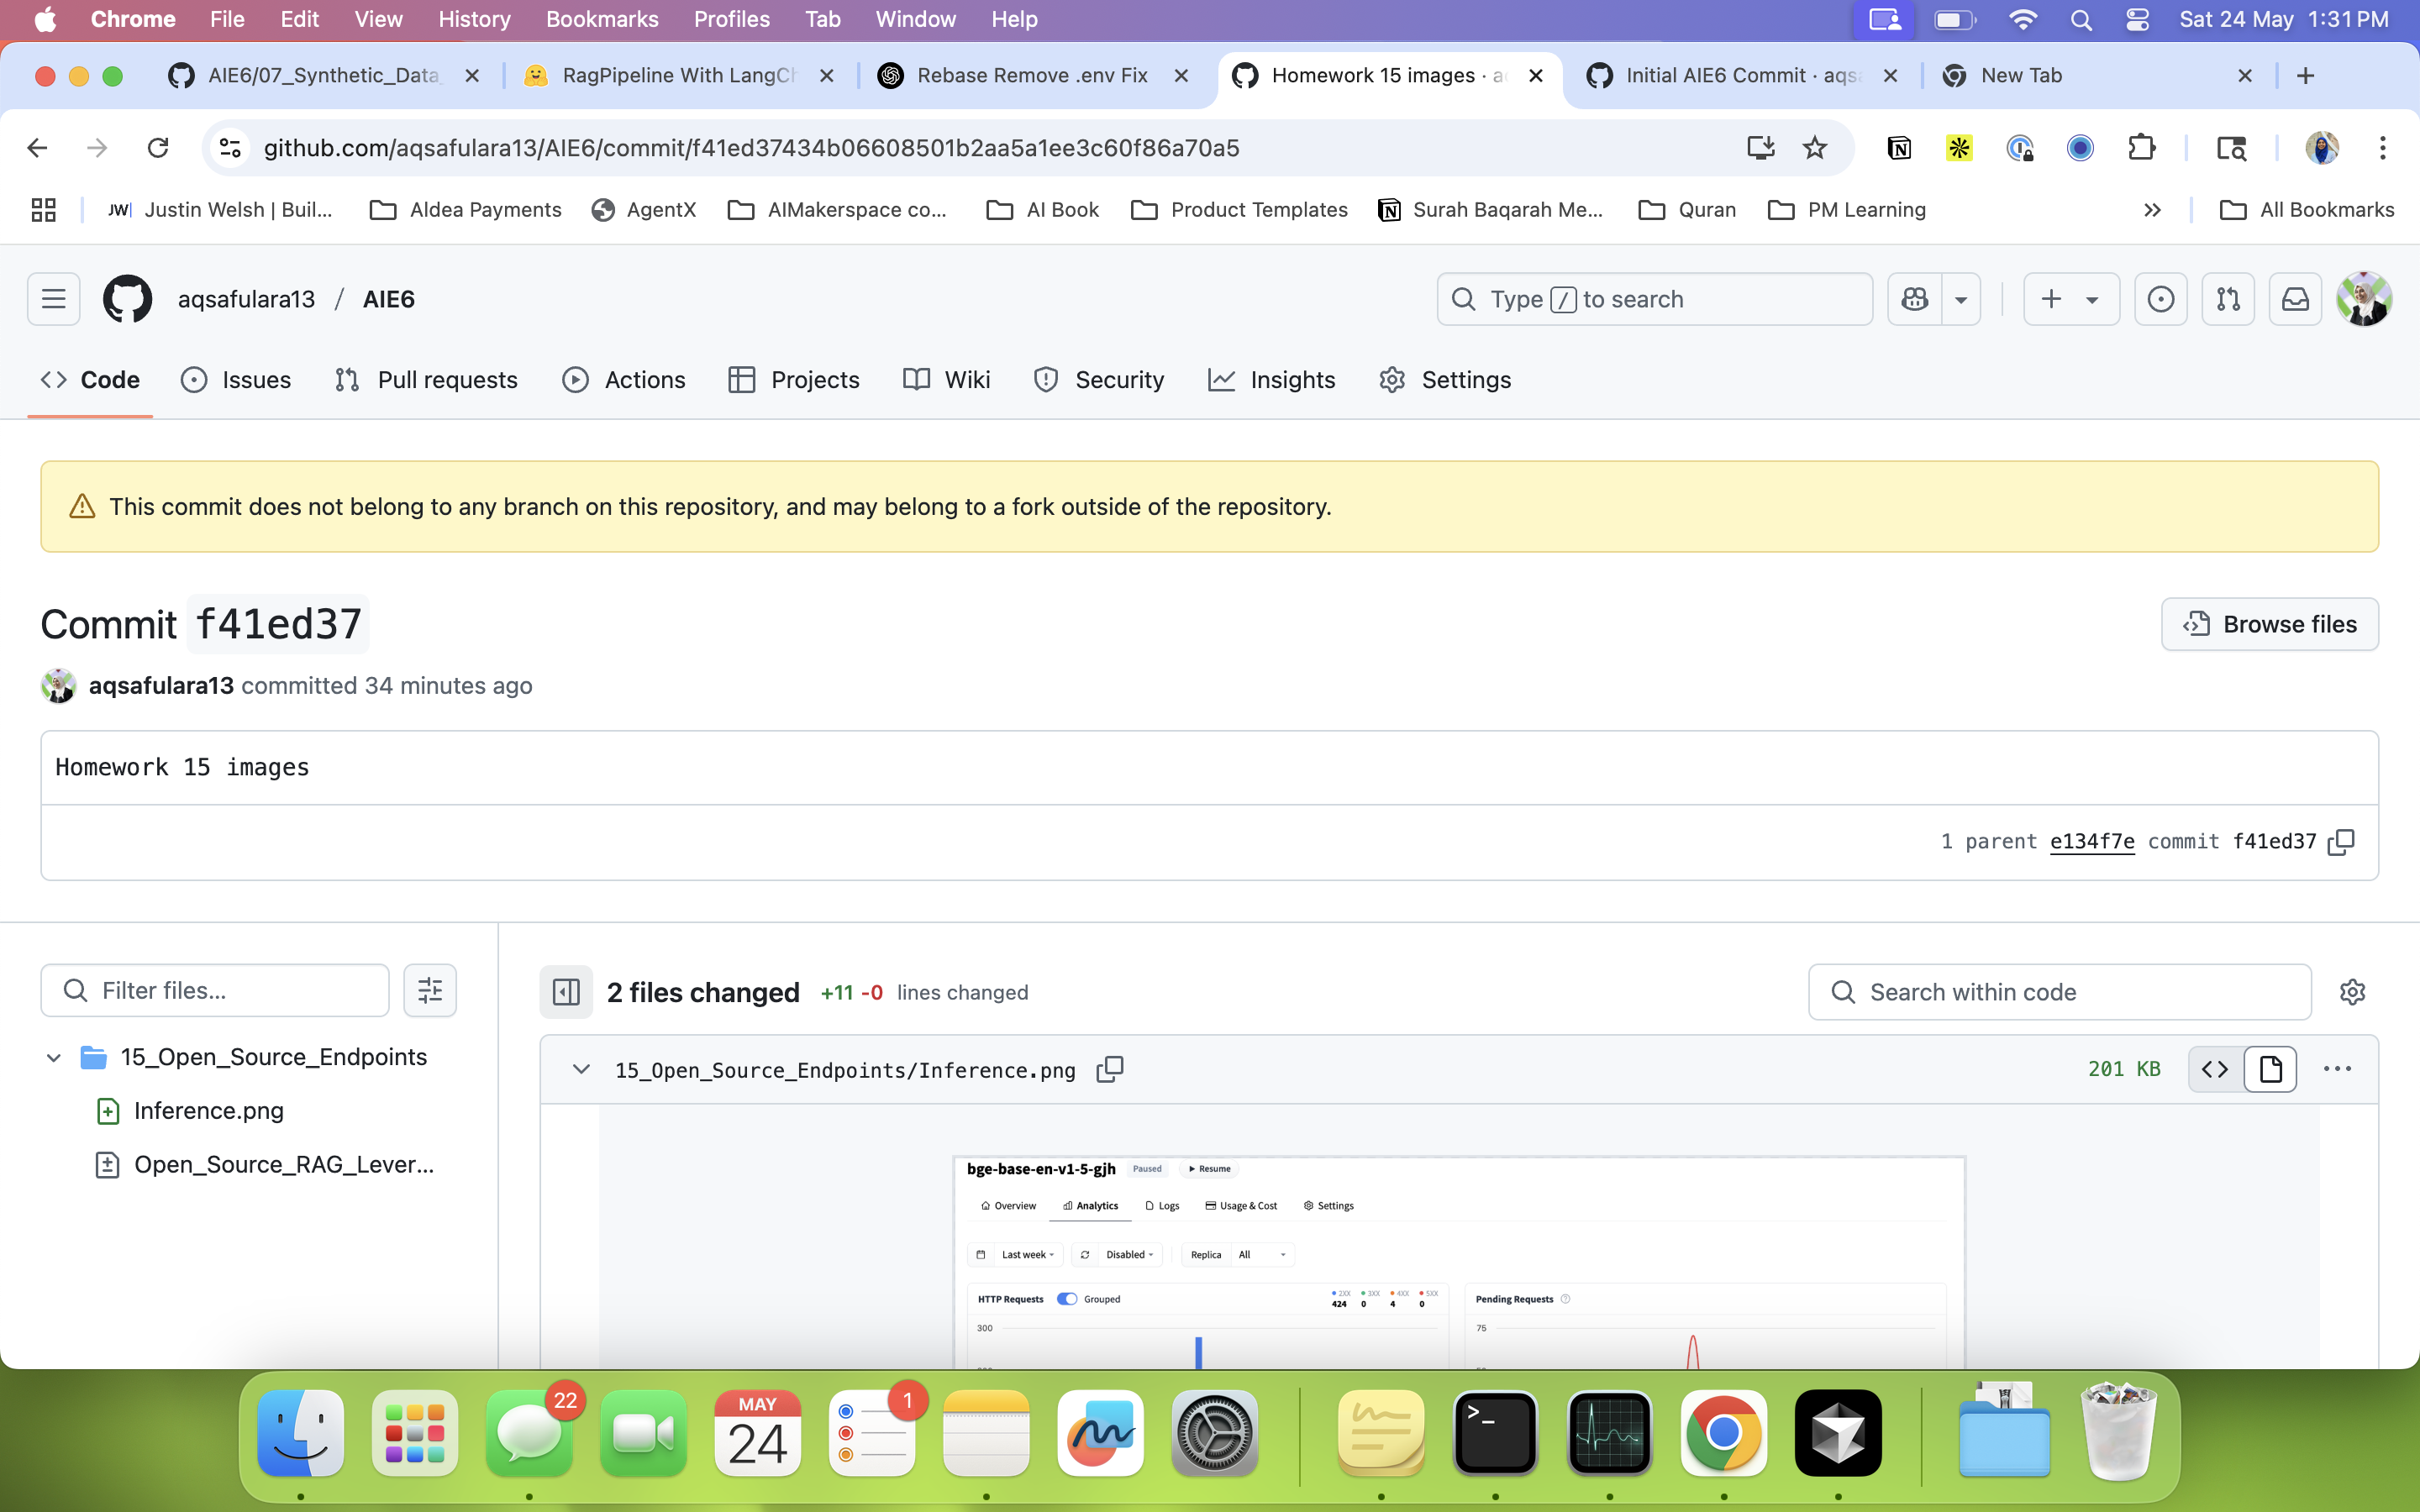 Chrome File Edit View History Bookmarks Profiles Tab Window Help Sat 24 May 1:31 PM
AIE6/07_Synthetic_Data_ RagPipeline With LangCh Rebase Remove .env Fix Homework 15 images · a Initial AIE6 Commit · aqs New Tab
github.com/aqsafulara13/AIE6/commit/f41ed37434b06608501b2aa5a1ee3c60f86a70a5
JW| Justin Welsh | Buil... Aldea Payments AgentX AIMakerspace co... AI Book Product Templates Surah Baqarah Me... Quran PM Learning » All Bookmarks
aqsafulara13 / AIE6 Type / to search
Code Issues Pull requests Actions Projects Wiki Security Insights Settings
This commit does not belong to any branch on this repository, and may belong to a fork outside of the repository.
Commit f41ed37 Browse files
aqsafulara13 committed 34 minutes ago
Homework 15 images
1 parent e134f7e commit f41ed37
Filter files... 2 files changed +11 -0 lines changed Search within code
15_Open_Source_Endpoints
Inference.png
Open_Source_RAG_Lever...
15_Open_Source_Endpoints/Inference.png 201 KB
bge-base-en-v1-5-gjh Paused Resume
Overview Analytics Logs Usage & Cost Settings
Last week Disabled Replica All
HTTP Requests Grouped 2XX 3XX 4XX 5XX Pending Requests
424 0 4 0
300 75
22 MAY 24 1